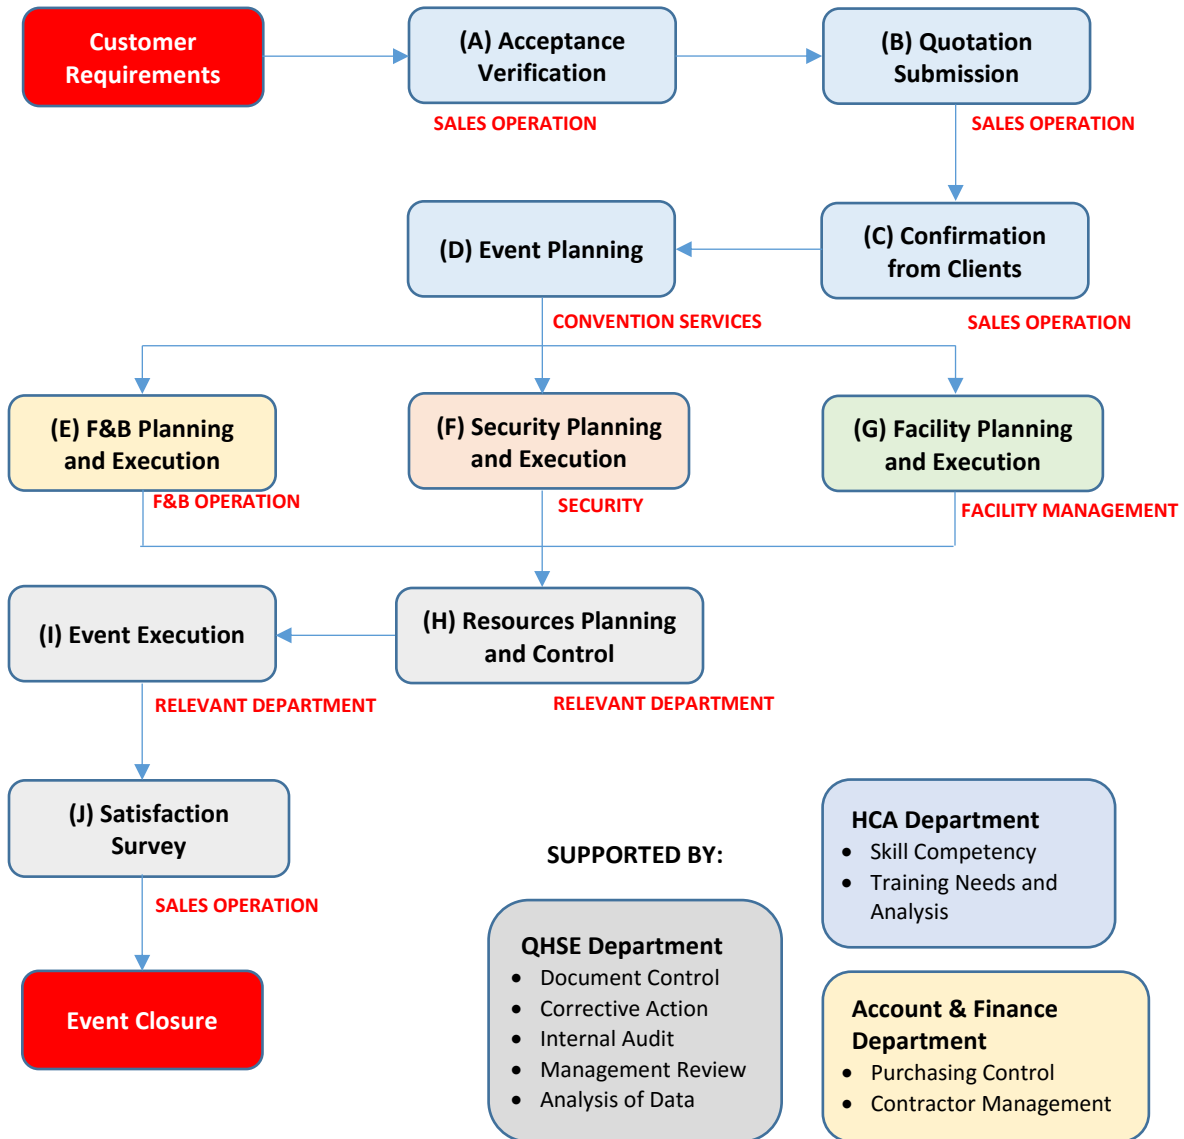 Customer
Requirements
(A) Acceptance
Verification
(B) Quotation
Submission
SALES OPERATION
SALES OPERATION
(D) Event Planning
(C) Confirmation
from Clients
CONVENTION SERVICES
SALES OPERATION
(E) F&B Planning
and Execution
(F) Security Planning
and Execution
(G) Facility Planning
and Execution
F&B OPERATION
SECURITY
FACILITY MANAGEMENT
(I) Event Execution
(H) Resources Planning
and Control
RELEVANT DEPARTMENT
RELEVANT DEPARTMENT
(J) Satisfaction
Survey
SALES OPERATION
Event Closure
SUPPORTED BY:
QHSE Department
• Document Control
• Corrective Action
• Internal Audit
• Management Review
• Analysis of Data
HCA Department
• Skill Competency
• Training Needs and
Analysis
Account & Finance
Department
• Purchasing Control
• Contractor Management